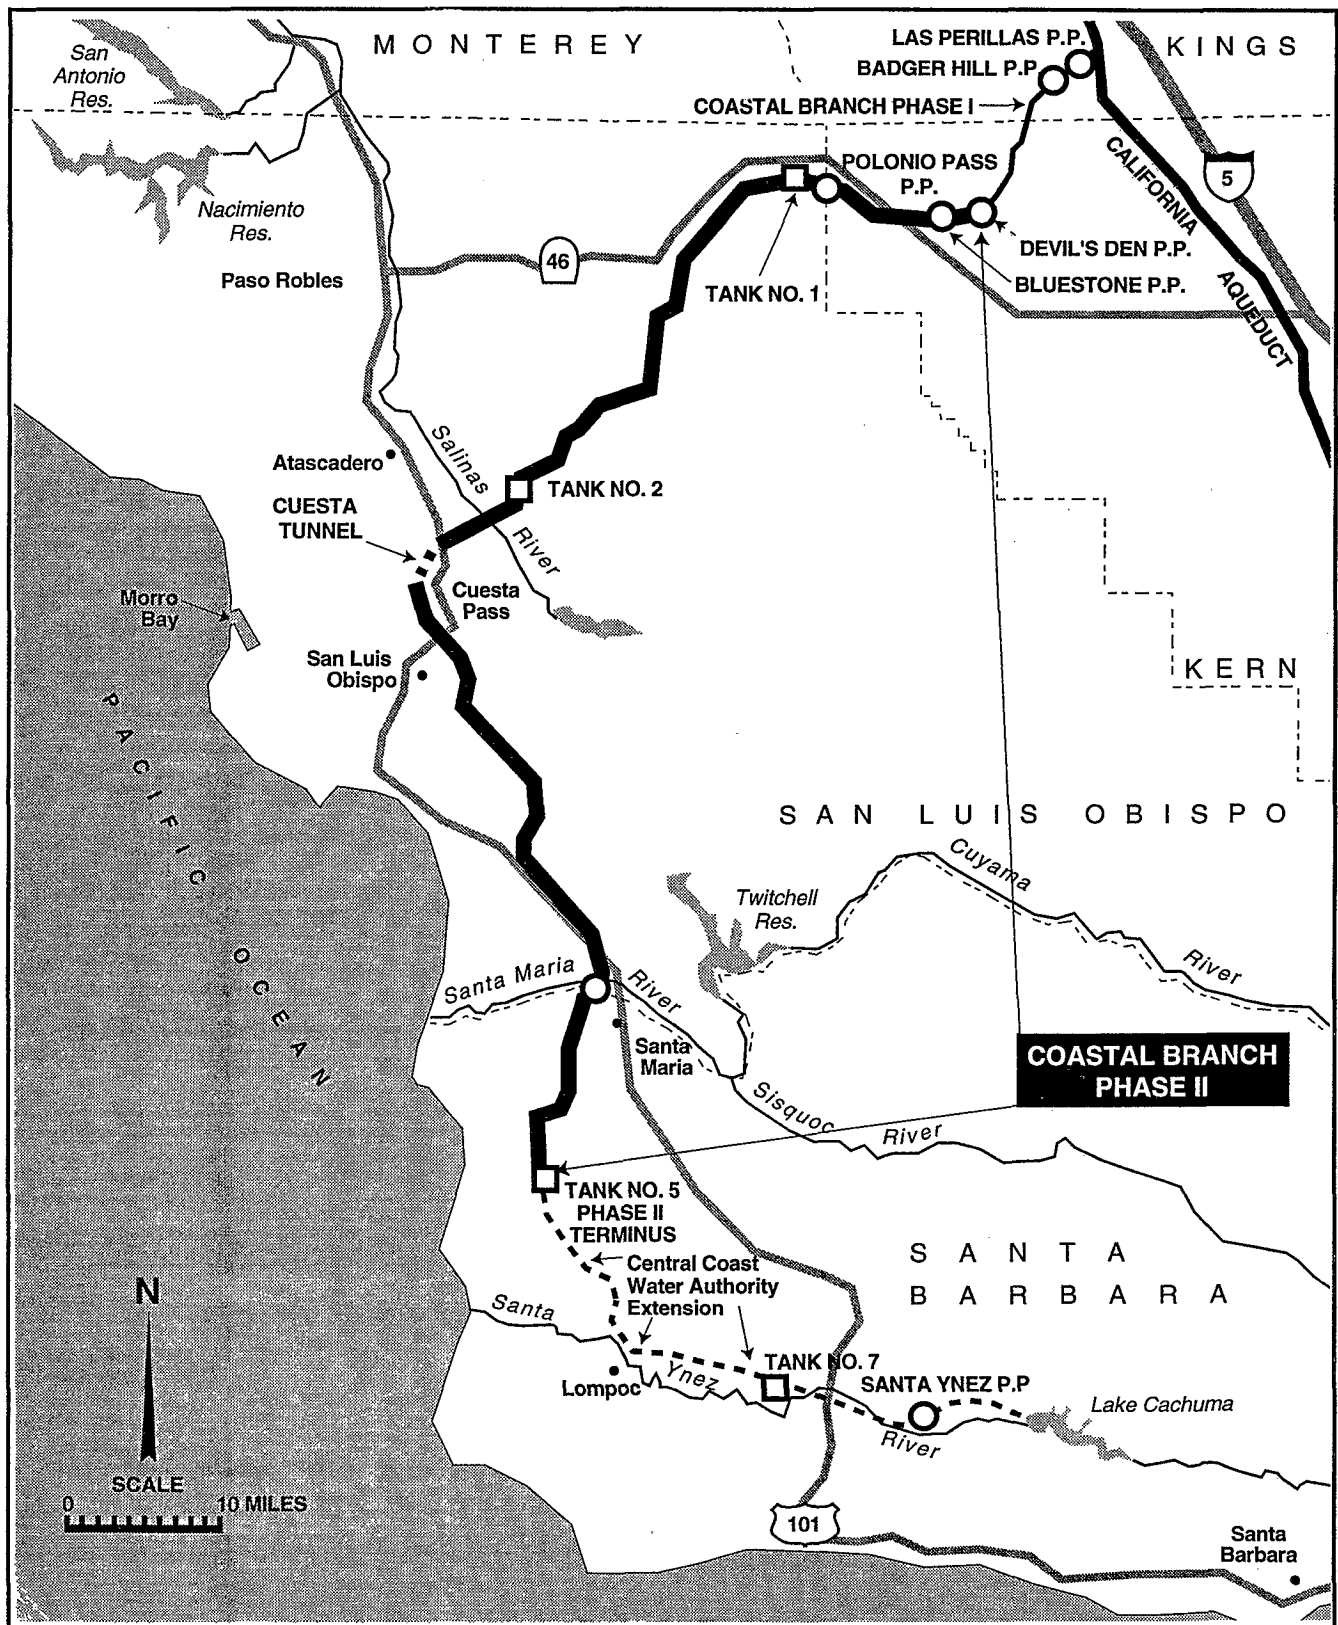 MONTEREY
KINGS
LAS PERILLAS P.P.
BADGER HILL P.P.
COASTAL BRANCH PHASE I
San
Antonio
Res.
Nacimiento
Res.
Paso Robles
46
5
CALIFORNIA
AQUEDUCT
POLONIO PASS
P.P.
DEVIL'S DEN P.P.
BLUESTONE P.P.
TANK NO. 1
Salinas
River
Atascadero
TANK NO. 2
CUESTA
TUNNEL
Cuesta
Pass
Morro
Bay
San Luis
Obispo
KERN
PACIFIC
OCEAN
SAN LUIS OBISPO
Cuyama
River
Twitchell
Res.
Santa Maria
River
Santa
Maria
COASTAL BRANCH
PHASE II
Sisquoc
River
TANK NO. 5
PHASE II
TERMINUS
Central Coast
Water Authority
Extension
SANTA
BARBARA
Santa
Ynez
River
Lompoc
TANK NO. 7
SANTA YNEZ P.P
Lake Cachuma
N
SCALE
0 10 MILES
101
Santa
Barbara